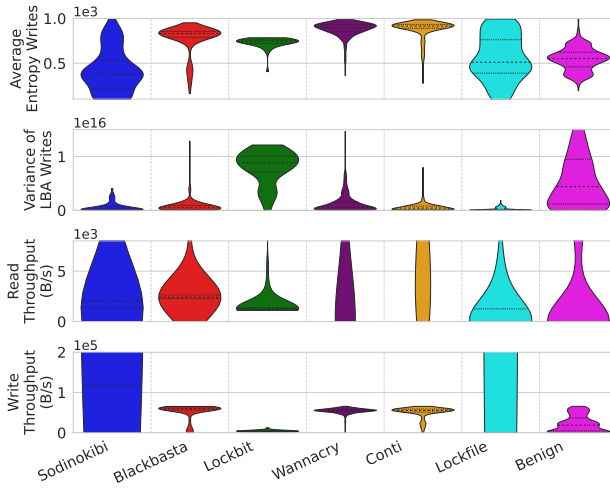 1e3
1.0
0.5
Average
Entropy Writes
1e16
1
0
Variance of
LBA Writes
1e3
5
0
Read
Throughput
(B/s)
1e5
2
1
0
Write
Throughput
(B/s)
Sodinokibi
Blackbasta
Lockbit
Wannacry
Conti
Lockfile
Benign